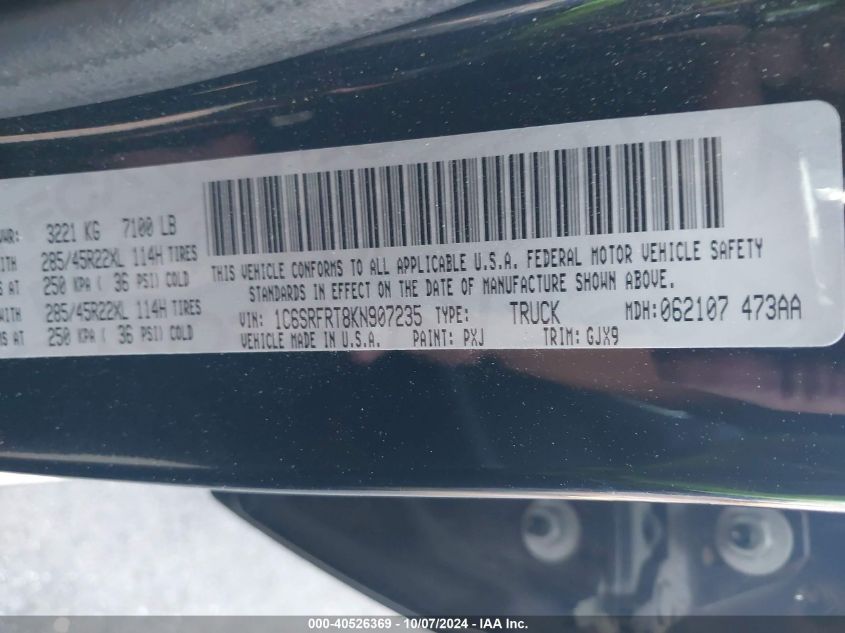 3221 KG 7100 LB
WITH 285/45R22XL 114H TIRES
AT 250 KPA ( 36 PSI) COLD
WITH 285/45R22XL 114H TIRES
AT 250 KPA ( 36 PSI) COLD
THIS VEHICLE CONFORMS TO ALL APPLICABLE U.S.A. FEDERAL MOTOR VEHICLE SAFETY
STANDARDS IN EFFECT ON THE DATE OF MANUFACTURE SHOWN ABOVE.
VIN: 1C6SRFRT8KN907235 TYPE: TRUCK MDH: 062107 473AA
VEHICLE MADE IN U.S.A. PAINT: PXJ TRIM: GJX9
000-40526369 - 10/07/2024 - IAA Inc.